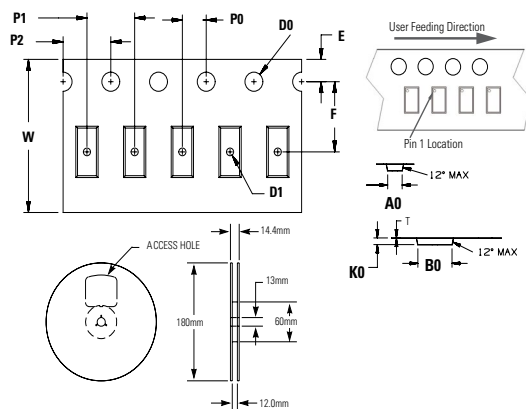 P1
P0
P2
D0
E
User Feeding Direction
F
W
Pin 1 Location
D1
12° MAX
A0
T
14.4mm
12° MAX
K0
B0
ACCESS HOLE
13mm
180mm
60mm
12.0mm